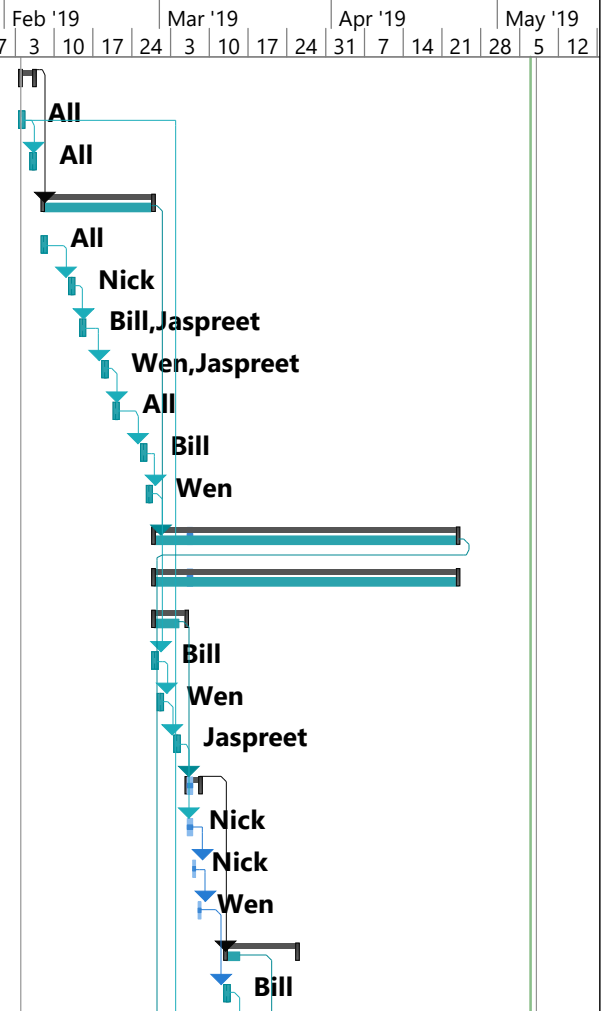 Feb '19 Mar '19 Apr '19 May '19
7 3 10 17 24 3 10 17 24 31 7 14 21 28 5 12
All
All
All
Nick
Bill,Jaspreet
Wen,Jaspreet
All
Bill
Wen
Bill
Wen
Jaspreet
Nick
Nick
Wen
Bill